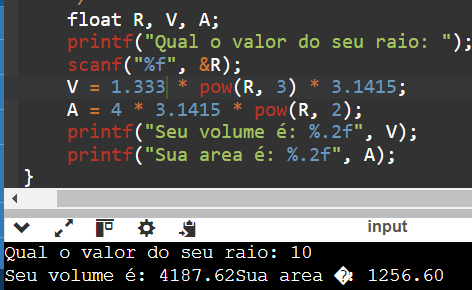 float R, V, A;
printf("Qual o valor do seu raio: ");
scanf("%f", &R);
V = 1.333 * pow(R, 3) * 3.1415;
A = 4 * 3.1415 * pow(R, 2);
printf("Seu volume é: %.2f", V);
printf("Sua area é: %.2f", A);
}
input
Qual o valor do seu raio: 10
Seu volume é: 4187.62Sua area �: 1256.60